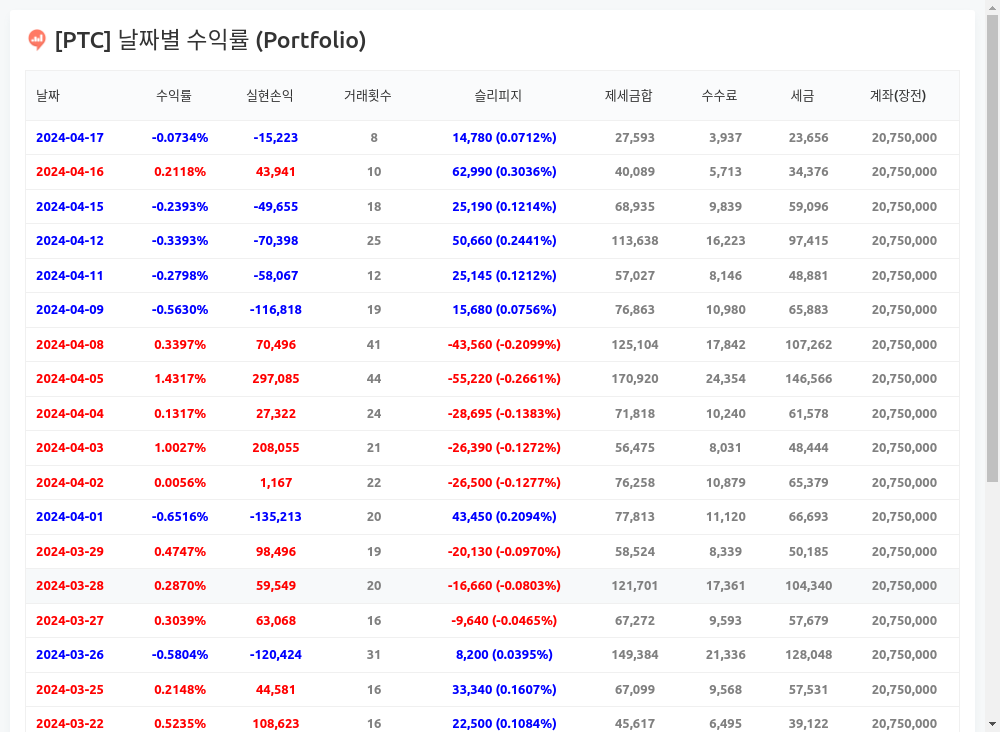 [PTC] 날짜별 수익률 (Portfolio)
날짜 수익률 실현손익 거래횟수 슬리피지 제세금합 수수료 세금 계좌(장전)
2024-04-17 -0.0734% -15,223 8 14,780 (0.0712%) 27,593 3,937 23,656 20,750,000
2024-04-16 0.2118% 43,941 10 62,990 (0.3036%) 40,089 5,713 34,376 20,750,000
2024-04-15 -0.2393% -49,655 18 25,190 (0.1214%) 68,935 9,839 59,096 20,750,000
2024-04-12 -0.3393% -70,398 25 50,660 (0.2441%) 113,638 16,223 97,415 20,750,000
2024-04-11 -0.2798% -58,067 12 25,145 (0.1212%) 57,027 8,146 48,881 20,750,000
2024-04-09 -0.5630% -116,818 19 15,680 (0.0756%) 76,863 10,980 65,883 20,750,000
2024-04-08 0.3397% 70,496 41 -43,560 (-0.2099%) 125,104 17,842 107,262 20,750,000
2024-04-05 1.4317% 297,085 44 -55,220 (-0.2661%) 170,920 24,354 146,566 20,750,000
2024-04-04 0.1317% 27,322 24 -28,695 (-0.1383%) 71,818 10,240 61,578 20,750,000
2024-04-03 1.0027% 208,055 21 -26,390 (-0.1272%) 56,475 8,031 48,444 20,750,000
2024-04-02 0.0056% 1,167 22 -26,500 (-0.1277%) 76,258 10,879 65,379 20,750,000
2024-04-01 -0.6516% -135,213 20 43,450 (0.2094%) 77,813 11,120 66,693 20,750,000
2024-03-29 0.4747% 98,496 19 -20,130 (-0.0970%) 58,524 8,339 50,185 20,750,000
2024-03-28 0.2870% 59,549 20 -16,660 (-0.0803%) 121,701 17,361 104,340 20,750,000
2024-03-27 0.3039% 63,068 16 -9,640 (-0.0465%) 67,272 9,593 57,679 20,750,000
2024-03-26 -0.5804% -120,424 31 8,200 (0.0395%) 149,384 21,336 128,048 20,750,000
2024-03-25 0.2148% 44,581 16 33,340 (0.1607%) 67,099 9,568 57,531 20,750,000
2024-03-22 0.5235% 108,623 16 22,500 (0.1084%) 45,617 6,495 39,122 20,750,000